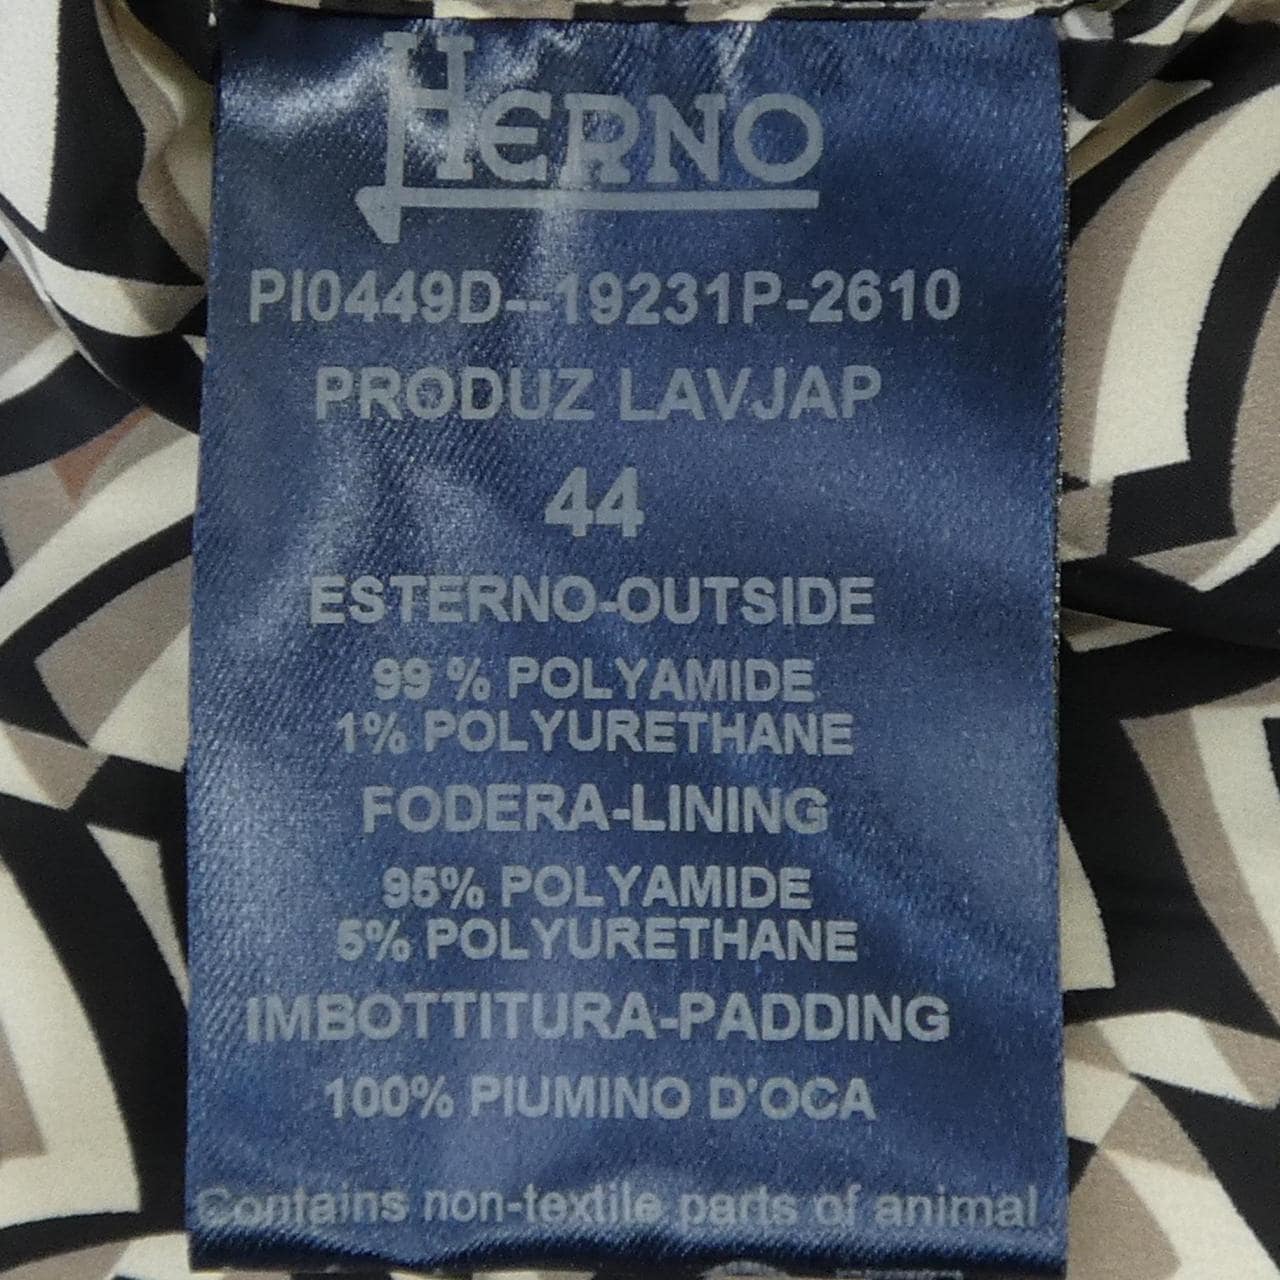 HERNO
PI0449D--19231P-2610
PRODUZ LAVJAP
44
ESTERNO-OUTSIDE
99 % POLYAMIDE
1% POLYURETHANE
FODERA-LINING
95% POLYAMIDE
5% POLYURETHANE
IMBOTTITURA-PADDING
100% PIUMINO D'OCA
Contains non-textile parts of animal